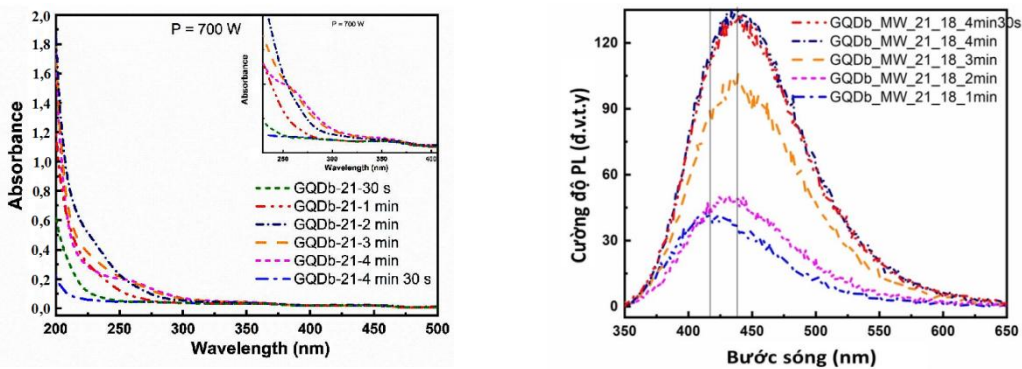 P = 700 W
2,0
1,8
1,6
1,4
1,2
1,0
0,8
0,6
0,4
0,2
0,0
Absorbance
200 250 300 350 400 450 500
Wavelength (nm)
P = 700 W
Absorbance
250 300 350 400
Wavelength (nm)
GQDb-21-30 s
GQDb-21-1 min
GQDb-21-2 min
GQDb-21-3 min
GQDb-21-4 min
GQDb-21-4 min 30 s
120
90
60
30
0
Cường độ PL (đ.v.t.y)
GQDb_MW_21_18_4min30s
GQDb_MW_21_18_4min
GQDb_MW_21_18_3min
GQDb_MW_21_18_2min
GQDb_MW_21_18_1min
350 400 450 500 550 600 650
Bước sóng (nm)